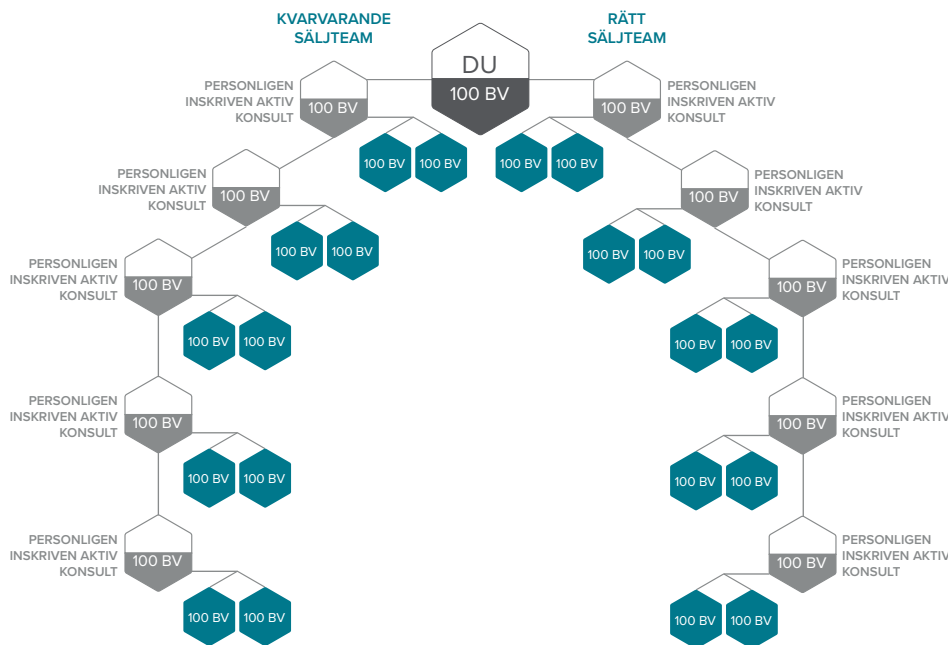 KVARVARANDE
SÄLJTEAM
RÄTT
SÄLJTEAM
DU
100 BV
PERSONLIGEN
INSKRIVEN AKTIV
KONSULT
100 BV
100 BV
PERSONLIGEN
INSKRIVEN AKTIV
KONSULT
100 BV
100 BV
100 BV
100 BV
PERSONLIGEN
INSKRIVEN AKTIV
KONSULT
100 BV
100 BV
PERSONLIGEN
INSKRIVEN AKTIV
KONSULT
100 BV
100 BV
100 BV
100 BV
PERSONLIGEN
INSKRIVEN AKTIV
KONSULT
100 BV
100 BV
PERSONLIGEN
INSKRIVEN AKTIV
KONSULT
100 BV
100 BV
100 BV
100 BV
PERSONLIGEN
INSKRIVEN AKTIV
KONSULT
100 BV
100 BV
PERSONLIGEN
INSKRIVEN AKTIV
KONSULT
100 BV
100 BV
100 BV
100 BV
PERSONLIGEN
INSKRIVEN AKTIV
KONSULT
100 BV
100 BV
PERSONLIGEN
INSKRIVEN AKTIV
KONSULT
100 BV
100 BV
100 BV
100 BV